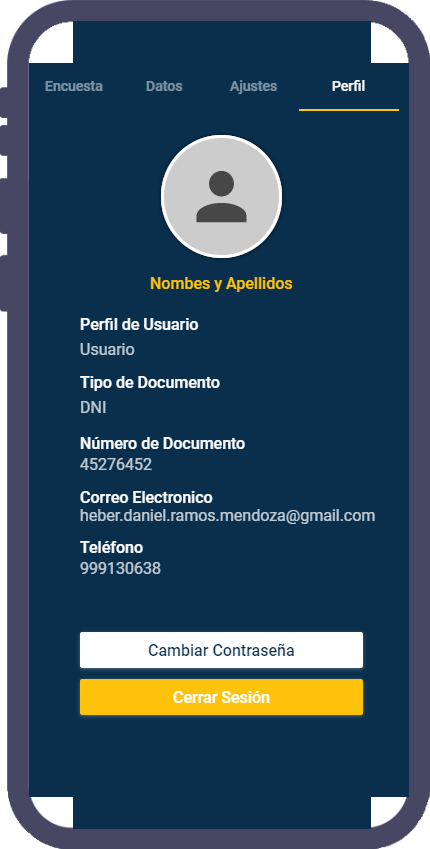 Encuesta Datos Ajustes Perfil
Nombes y Apellidos
Perfil de Usuario
Usuario
Tipo de Documento
DNI
Número de Documento
45276452
Correo Electronico
heber.daniel.ramos.mendoza@gmail.com
Teléfono
999130638
Cambiar Contraseña
Cerrar Sesión